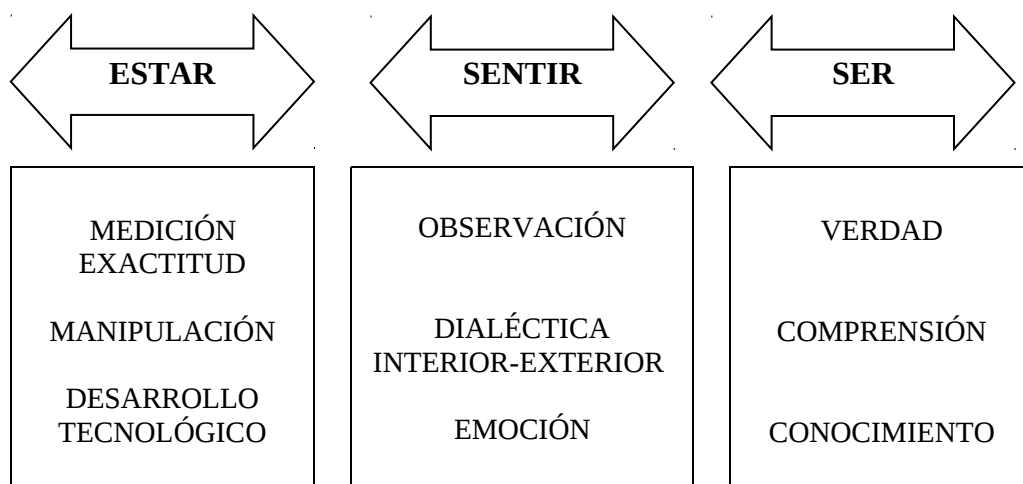 ESTAR
SENTIR
SER
MEDICIÓN
EXACTITUD
MANIPULACIÓN
DESARROLLO
TECNOLÓGICO
OBSERVACIÓN
DIALÉCTICA
INTERIOR-EXTERIOR
EMOCIÓN
VERDAD
COMPRENSIÓN
CONOCIMIENTO